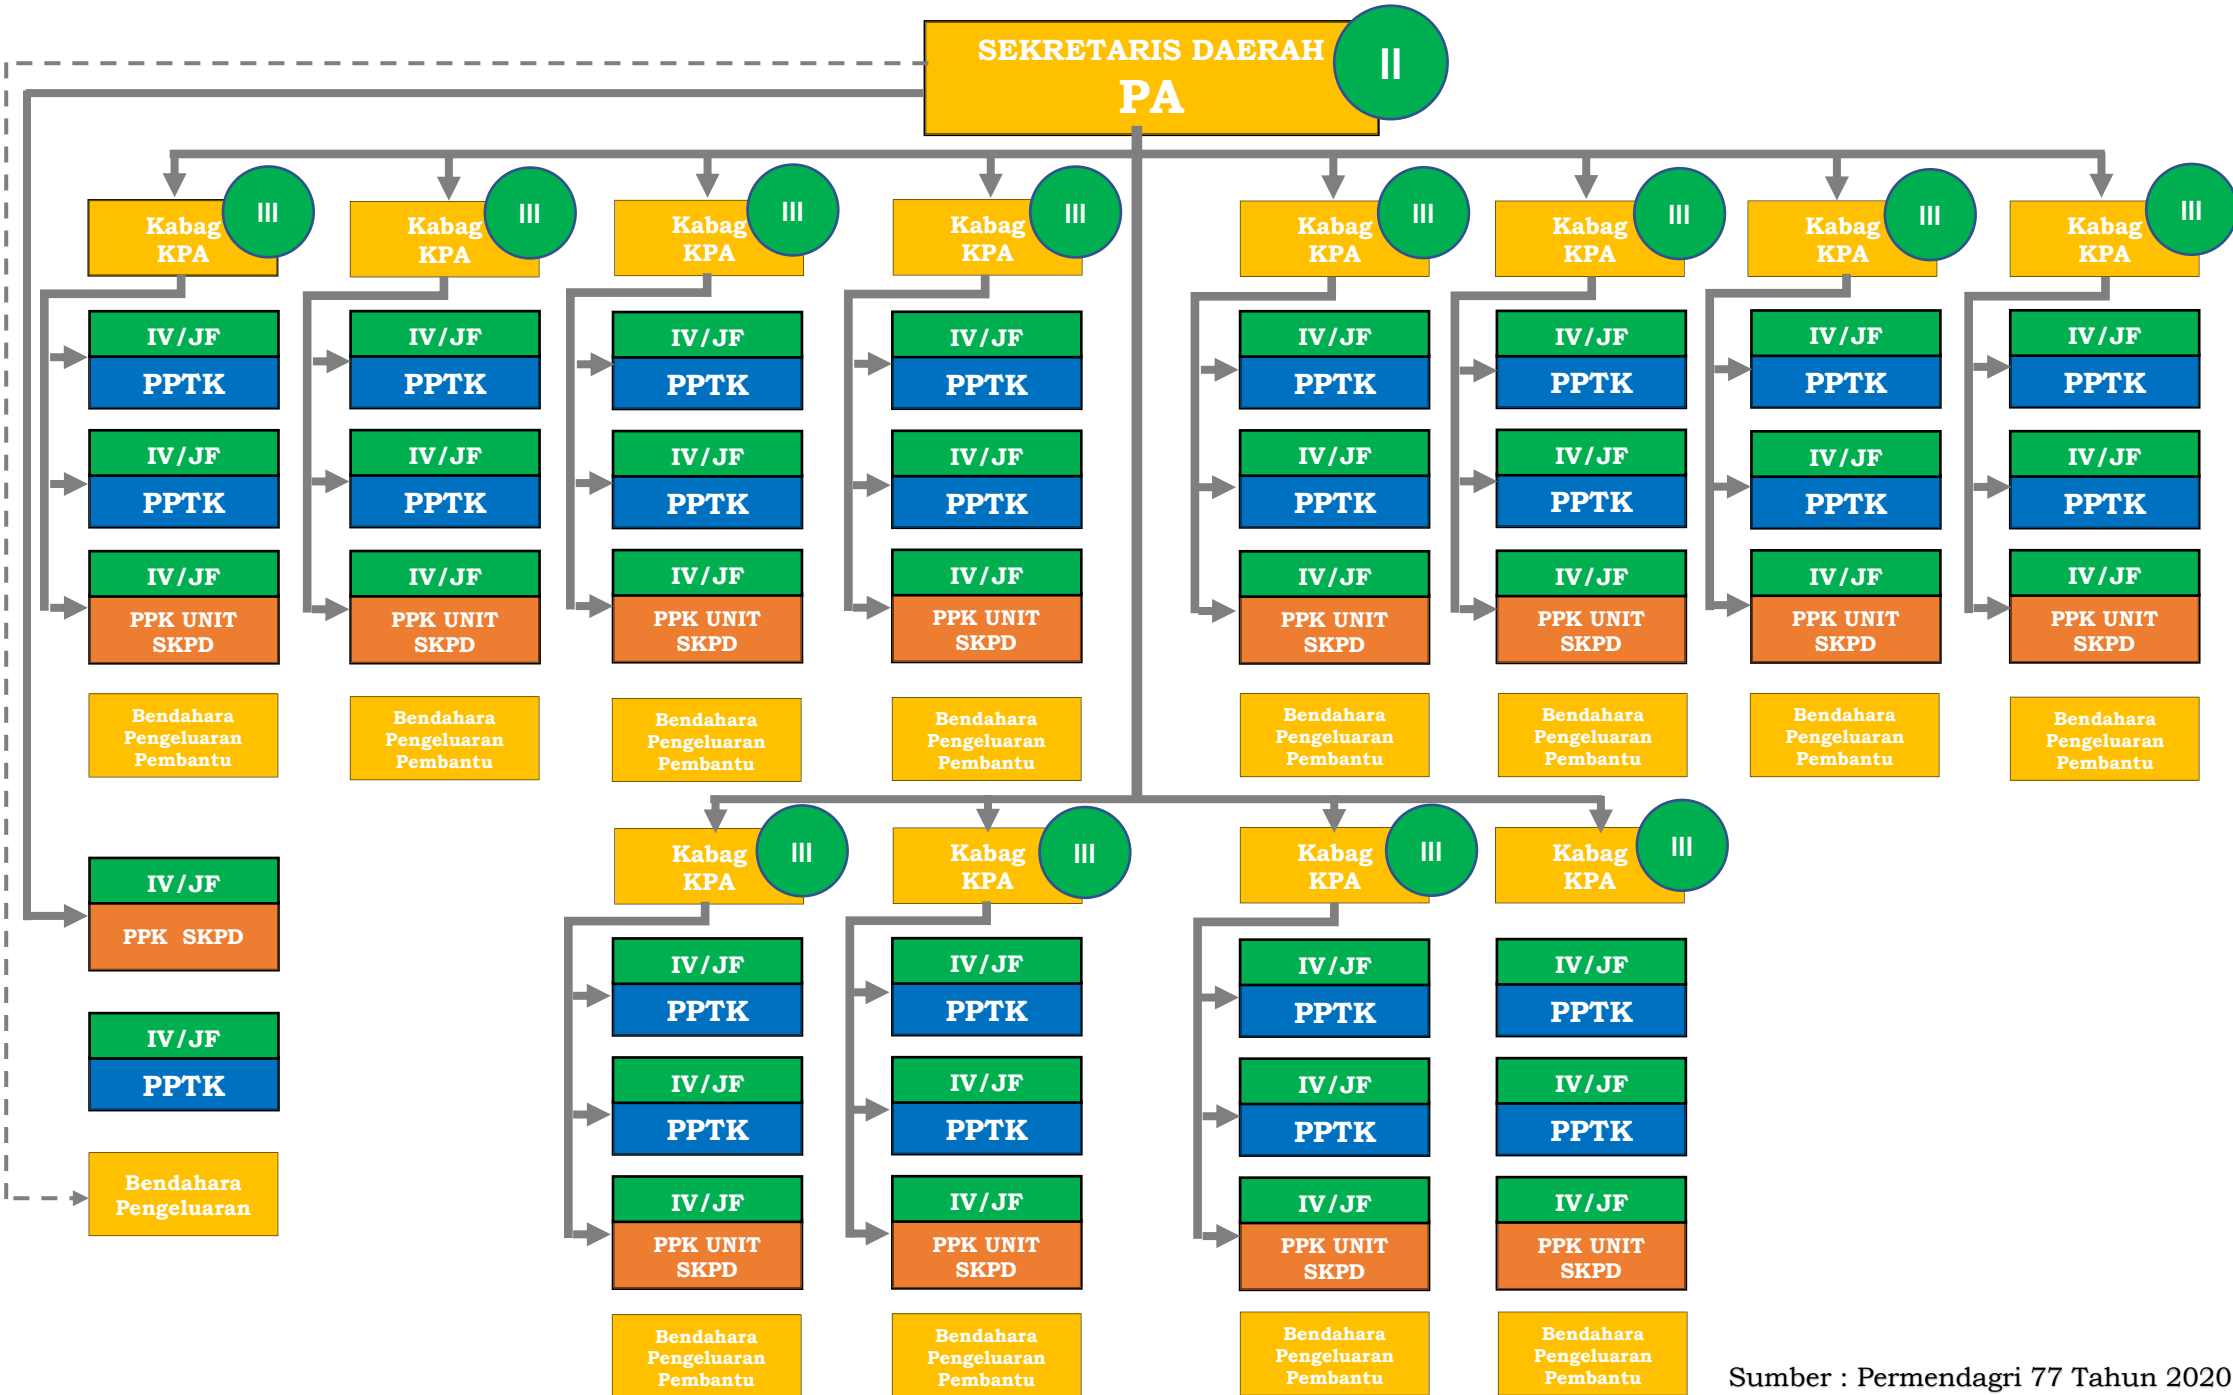 SEKRETARIS DAERAH
PA
II
Kabag
KPA
III
Kabag
KPA
III
Kabag
KPA
III
Kabag
KPA
III
Kabag
KPA
III
Kabag
KPA
III
Kabag
KPA
III
Kabag
KPA
III
IV/JF
PPTK
IV/JF
PPTK
IV/JF
PPTK
IV/JF
PPTK
IV/JF
PPTK
IV/JF
PPTK
IV/JF
PPTK
IV/JF
PPTK
IV/JF
PPTK
IV/JF
PPTK
IV/JF
PPTK
IV/JF
PPTK
IV/JF
PPTK
IV/JF
PPTK
IV/JF
PPTK
IV/JF
PPTK
IV/JF
PPK UNIT
SKPD
IV/JF
PPK UNIT
SKPD
IV/JF
PPK UNIT
SKPD
IV/JF
PPK UNIT
SKPD
IV/JF
PPK UNIT
SKPD
IV/JF
PPK UNIT
SKPD
IV/JF
PPK UNIT
SKPD
IV/JF
PPK UNIT
SKPD
Bendahara
Pengeluaran
Pembantu
Bendahara
Pengeluaran
Pembantu
Bendahara
Pengeluaran
Pembantu
Bendahara
Pengeluaran
Pembantu
Bendahara
Pengeluaran
Pembantu
Bendahara
Pengeluaran
Pembantu
Bendahara
Pengeluaran
Pembantu
Bendahara
Pengeluaran
Pembantu
IV/JF
PPK SKPD
IV/JF
PPTK
Bendahara
Pengeluaran
Kabag
KPA
III
Kabag
KPA
III
Kabag
KPA
III
Kabag
KPA
III
IV/JF
PPTK
IV/JF
PPTK
IV/JF
PPTK
IV/JF
PPTK
IV/JF
PPTK
IV/JF
PPTK
IV/JF
PPTK
IV/JF
PPTK
IV/JF
PPK UNIT
SKPD
IV/JF
PPK UNIT
SKPD
IV/JF
PPK UNIT
SKPD
IV/JF
PPK UNIT
SKPD
Bendahara
Pengeluaran
Pembantu
Bendahara
Pengeluaran
Pembantu
Bendahara
Pengeluaran
Pembantu
Bendahara
Pengeluaran
Pembantu
Sumber : Permendagri 77 Tahun 2020